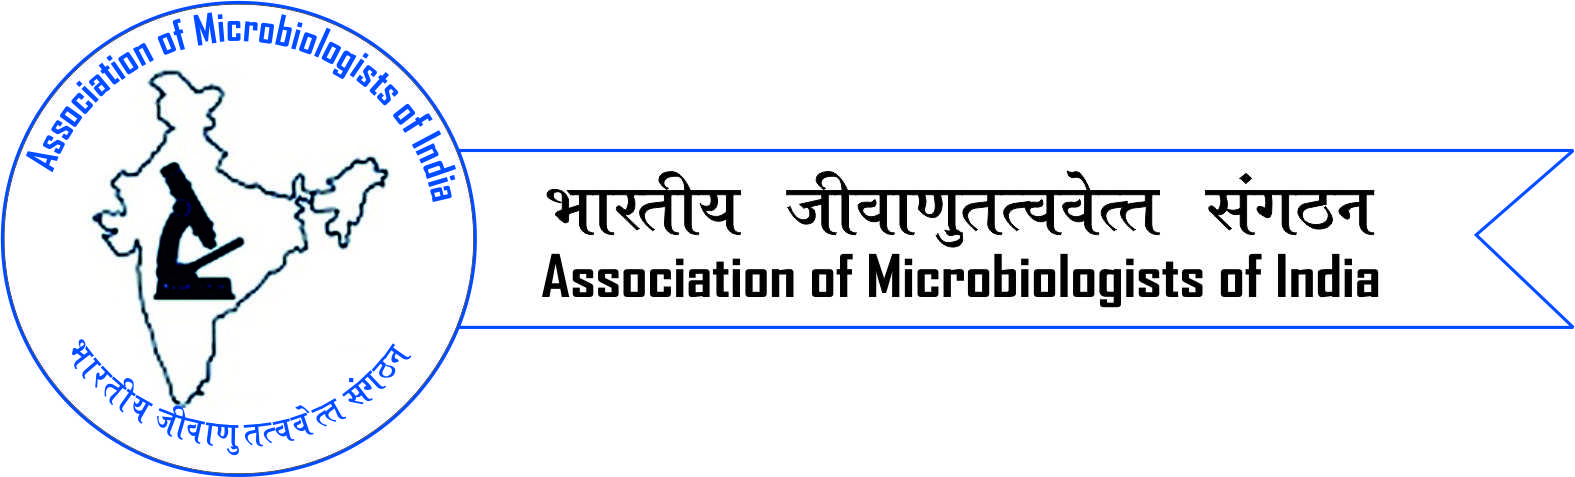 Association of Microbiologists of India
भारतीय जीवाणु तत्ववेत्त संगठन
भारतीय जीवाणुतत्ववेत्त संगठन
Association of Microbiologists of India